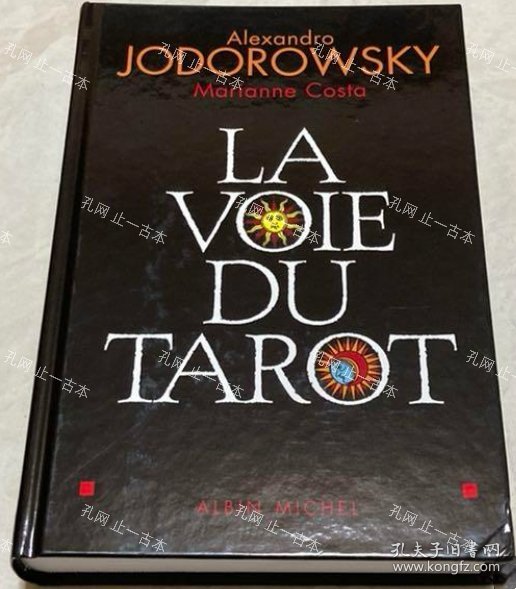 Alexandro
JODOROWSKY
Marianne Costa
LA
VOIE
DU
TAROT
ALBIN MICHEL
孔网 止一古本
孔夫子旧書网
www.kongfz.com